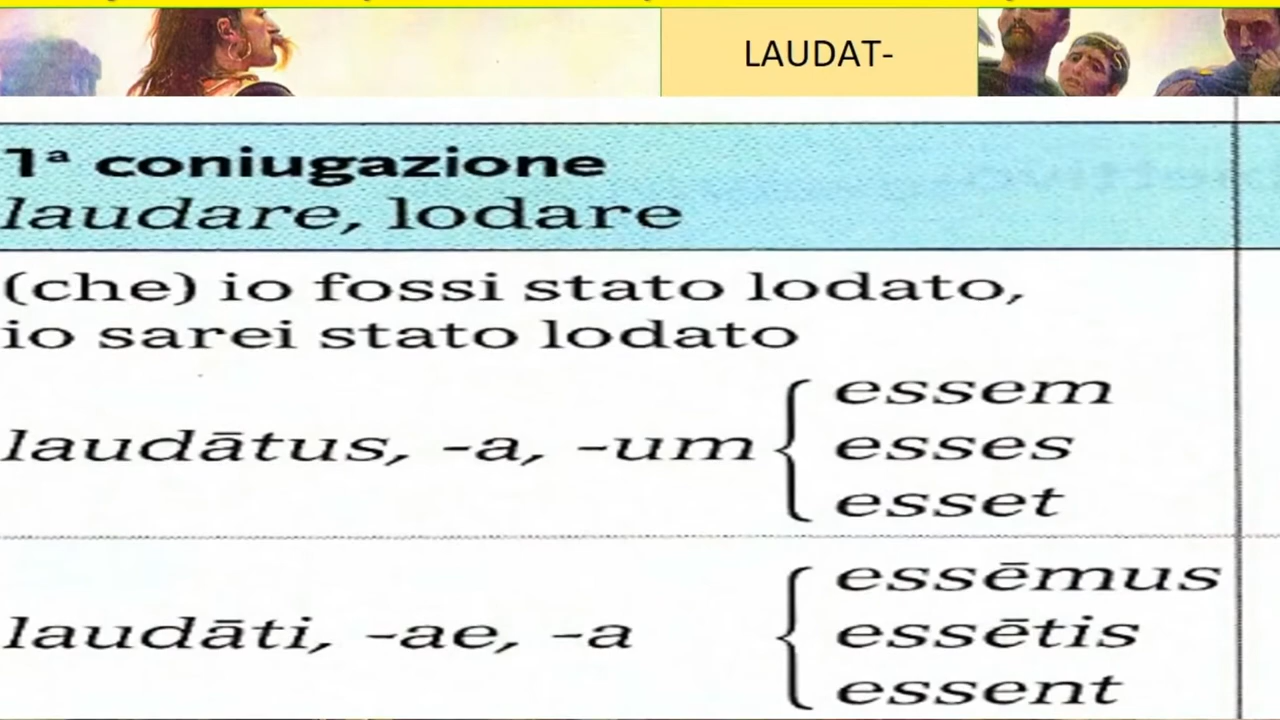 LAUDAT-
1ª coniugazione
laudare, lodare
(che) io fossi stato lodato,
io sarei stato lodato
laudātus, -a, -um
essem
esses
esset
laudāti, -ae, -a
essēmus
essētis
essent